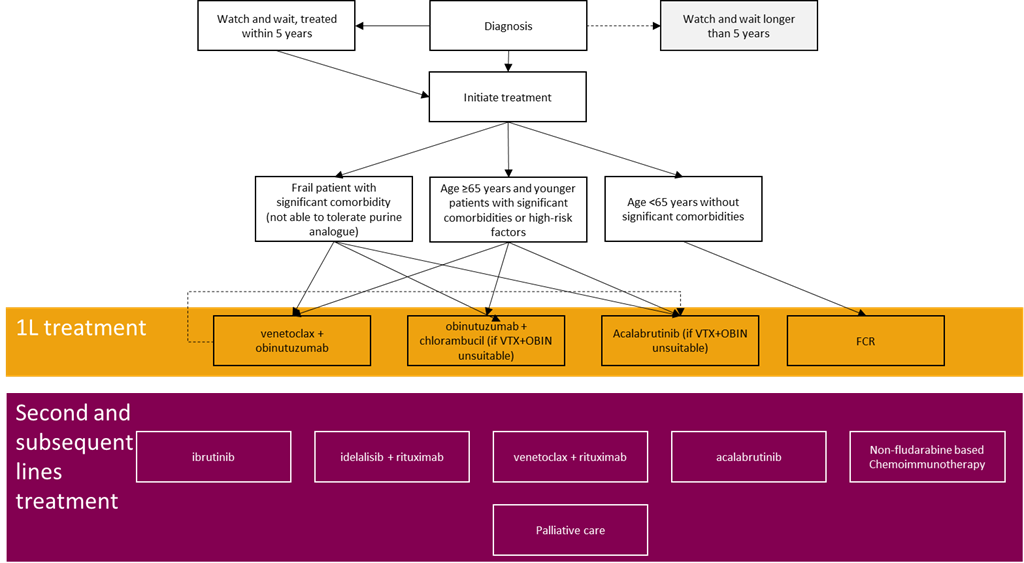 Watch and wait, treated
within 5 years
Diagnosis
Watch and wait longer
than 5 years
Initiate treatment
Frail patient with
significant comorbidity
(not able to tolerate purine
analogue)
Age ≥65 years and younger
patients with significant
comorbidities or high-risk
factors
Age <65 years without
significant comorbidities
1L treatment
venetoclax +
obinutuzumab
obinutuzumab +
chlorambucil (if VTX+OBIN
unsuitable)
Acalabrutinib (if VTX+OBIN
unsuitable)
FCR
Second and
subsequent
lines
treatment
ibrutinib
idelalisib + rituximab
venetoclax + rituximab
acalabrutinib
Non-fludarabine based
Chemoimmunotherapy
Palliative care